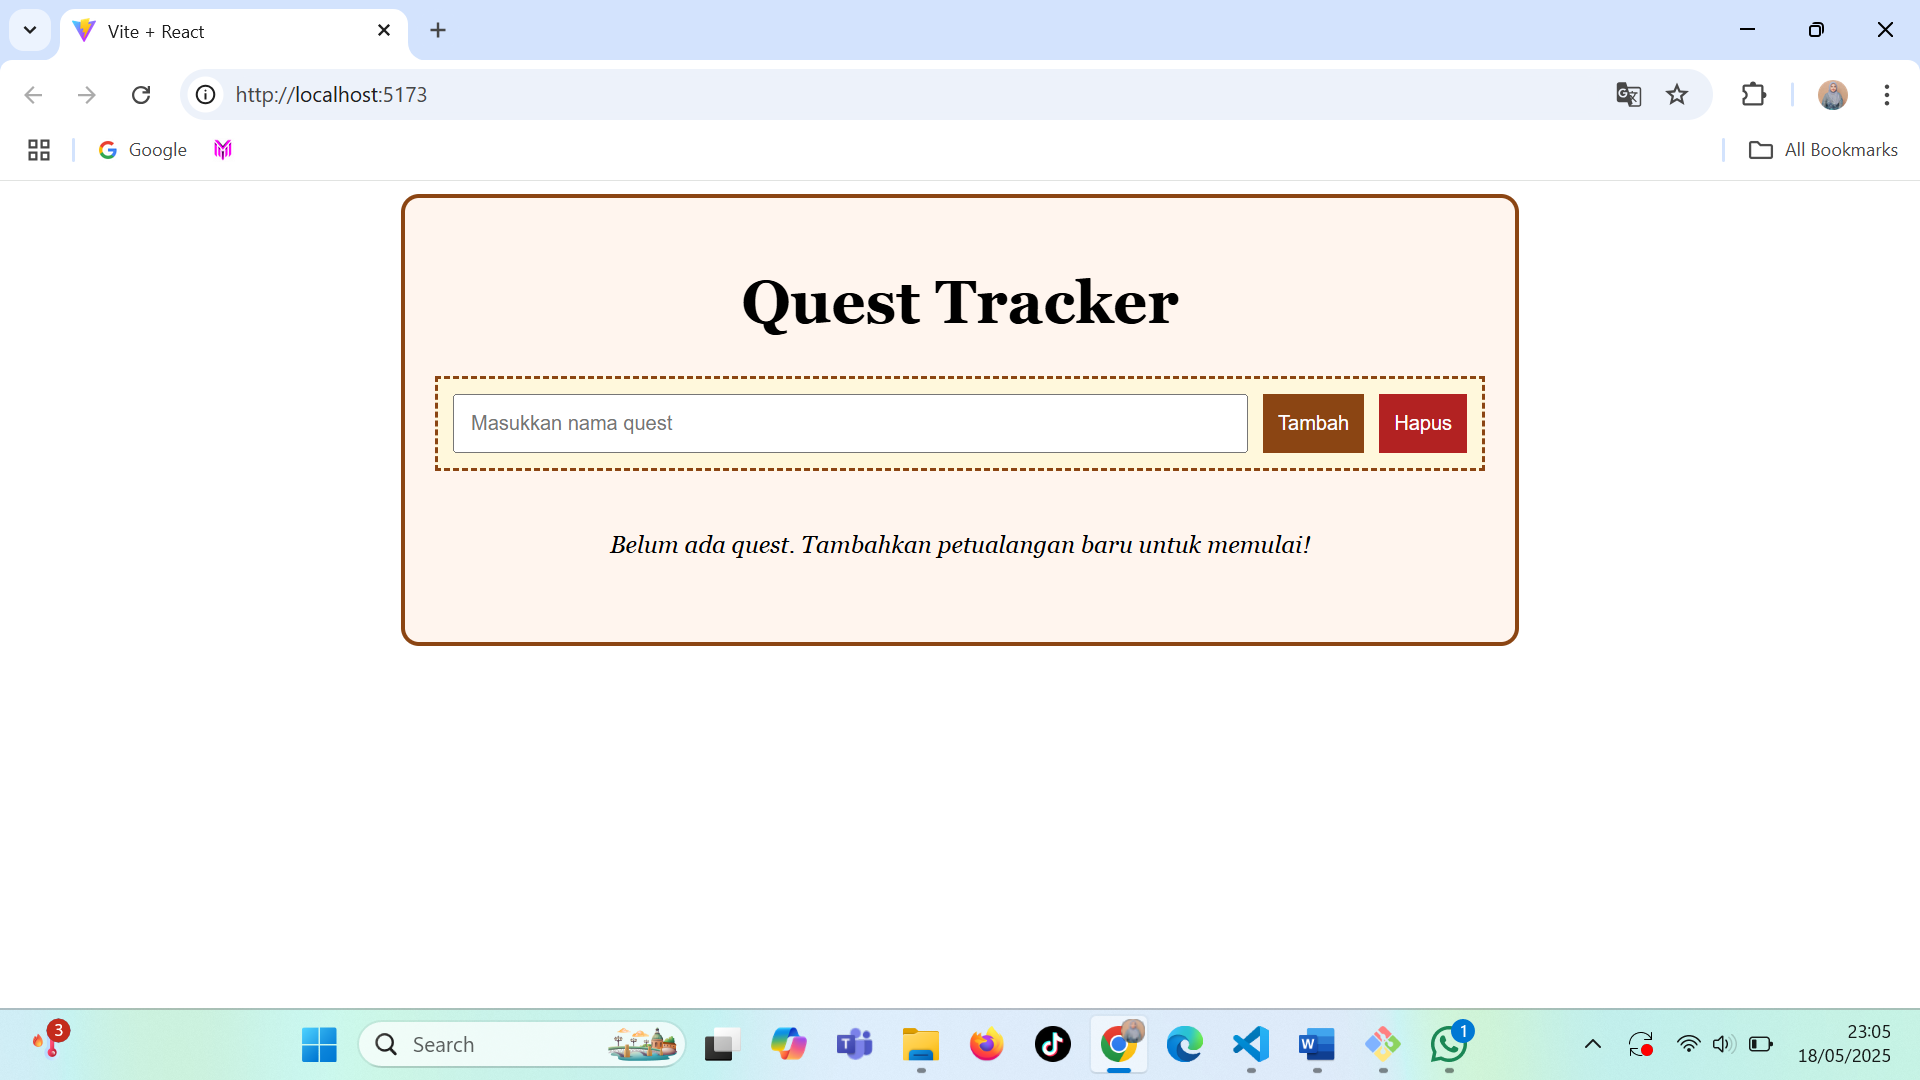 Vite + React
http://localhost:5173
Google
All Bookmarks
Quest Tracker
Masukkan nama quest
Tambah
Hapus
Belum ada quest. Tambahkan petualangan baru untuk memulai!
3
Search
1
23:05
18/05/2025